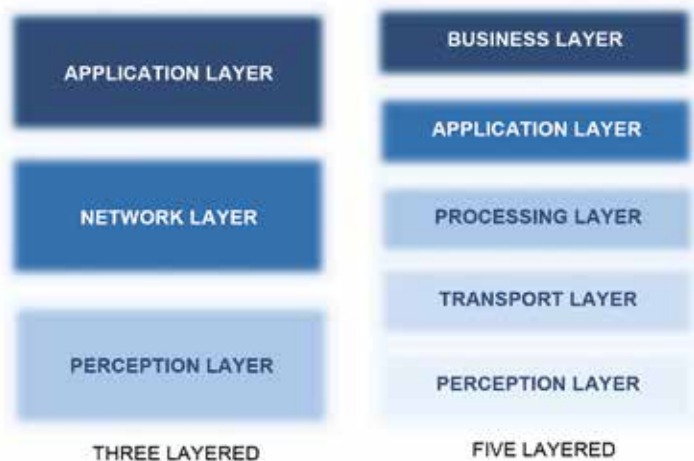 APPLICATION LAYER
NETWORK LAYER
PERCEPTION LAYER
THREE LAYERED
BUSINESS LAYER
APPLICATION LAYER
PROCESSING LAYER
TRANSPORT LAYER
PERCEPTION LAYER
FIVE LAYERED